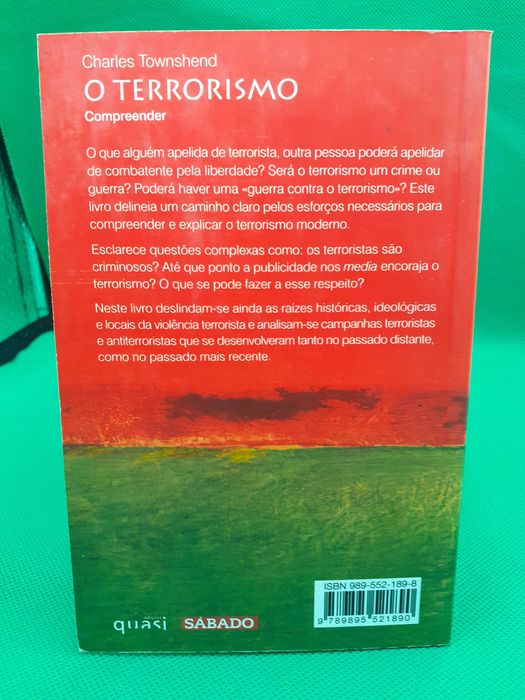 Charles Townshend
O TERRORISMO
Compreender
O que alguém apelida de terrorista, outra pessoa poderá apelidar
de combatente pela liberdade? Será o terrorismo um crime ou
guerra? Poderá haver uma «guerra contra o terrorismo»? Este
livro delineia um caminho claro pelos esforços necessários para
compreender e explicar o terrorismo moderno.
Esclarece questões complexas como: os terroristas são
criminosos? Até que ponto a publicidade nos media encoraja o
terrorismo? O que se pode fazer a esse respeito?
Neste livro deslindam-se ainda as raízes históricas, ideológicas
e locais da violência terrorista e analisam-se campanhas terroristas
e antiterroristas que se desenvolveram tanto no passado distante,
como no passado mais recente.
ISBN 989-552-189-8
9 789895 521890
quasi
SÁBADO